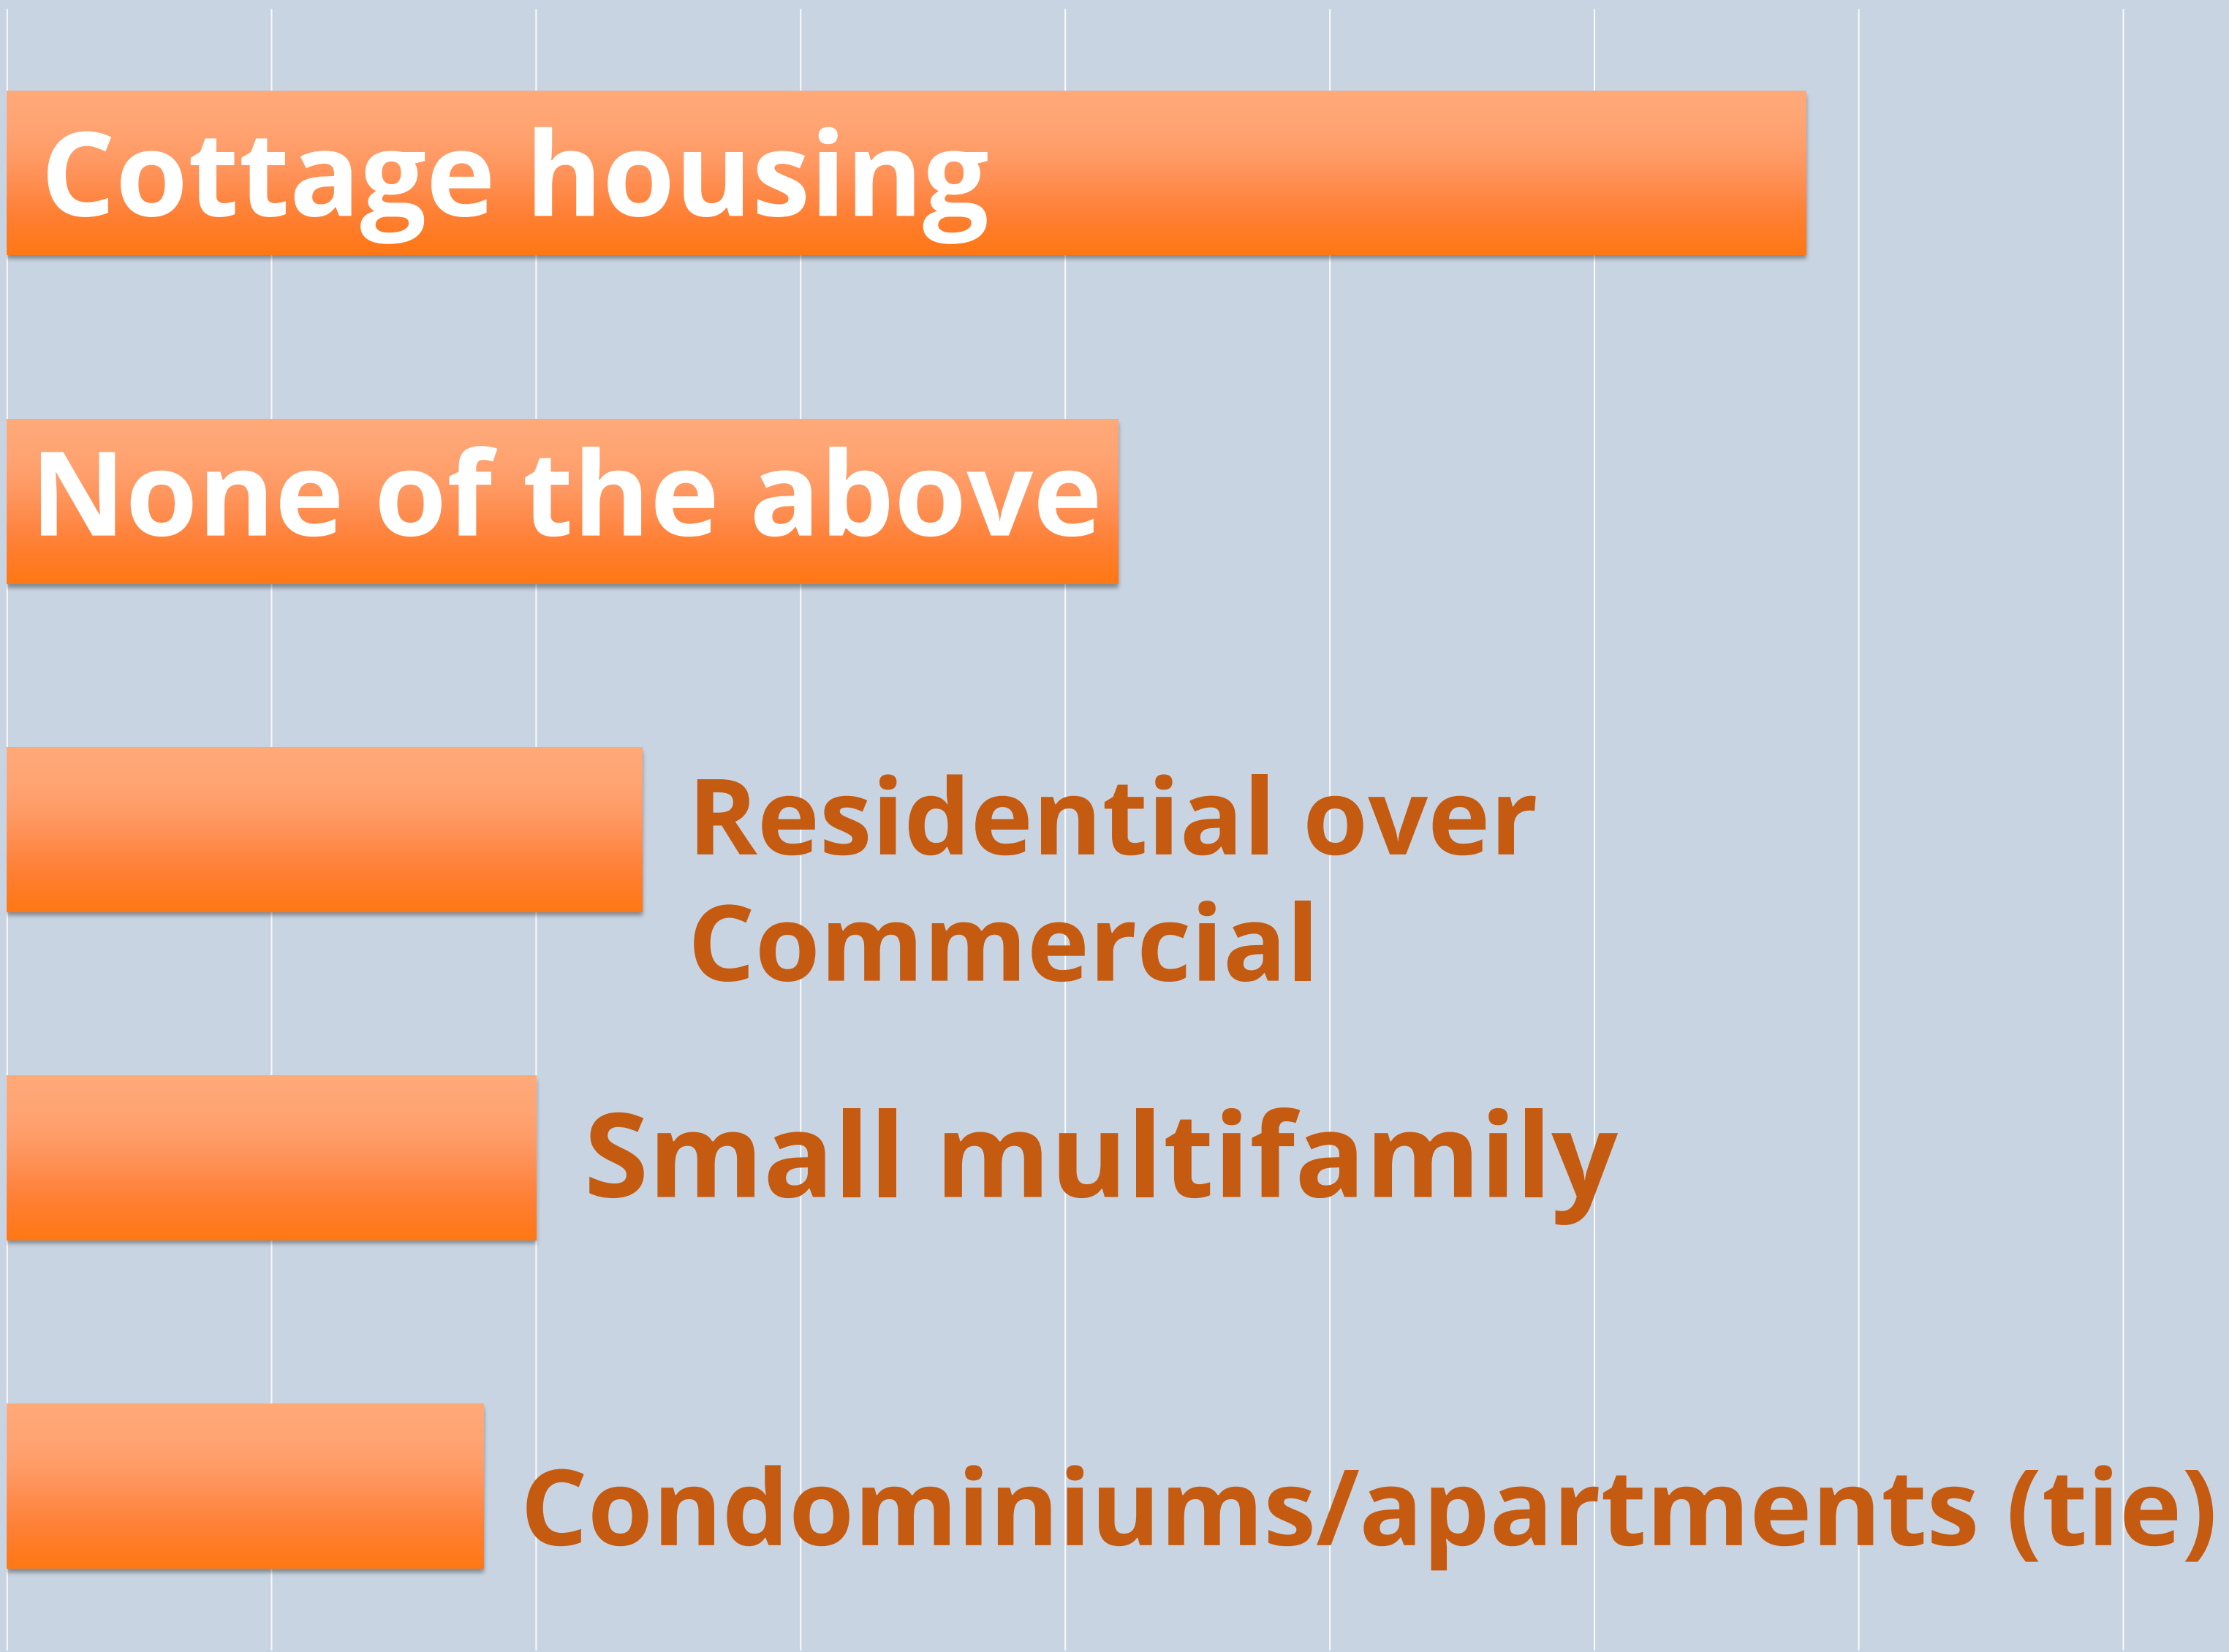 Cottage housing
None of the above
Residential over
Commercial
Small multifamily
Condominiums/apartments (tie)